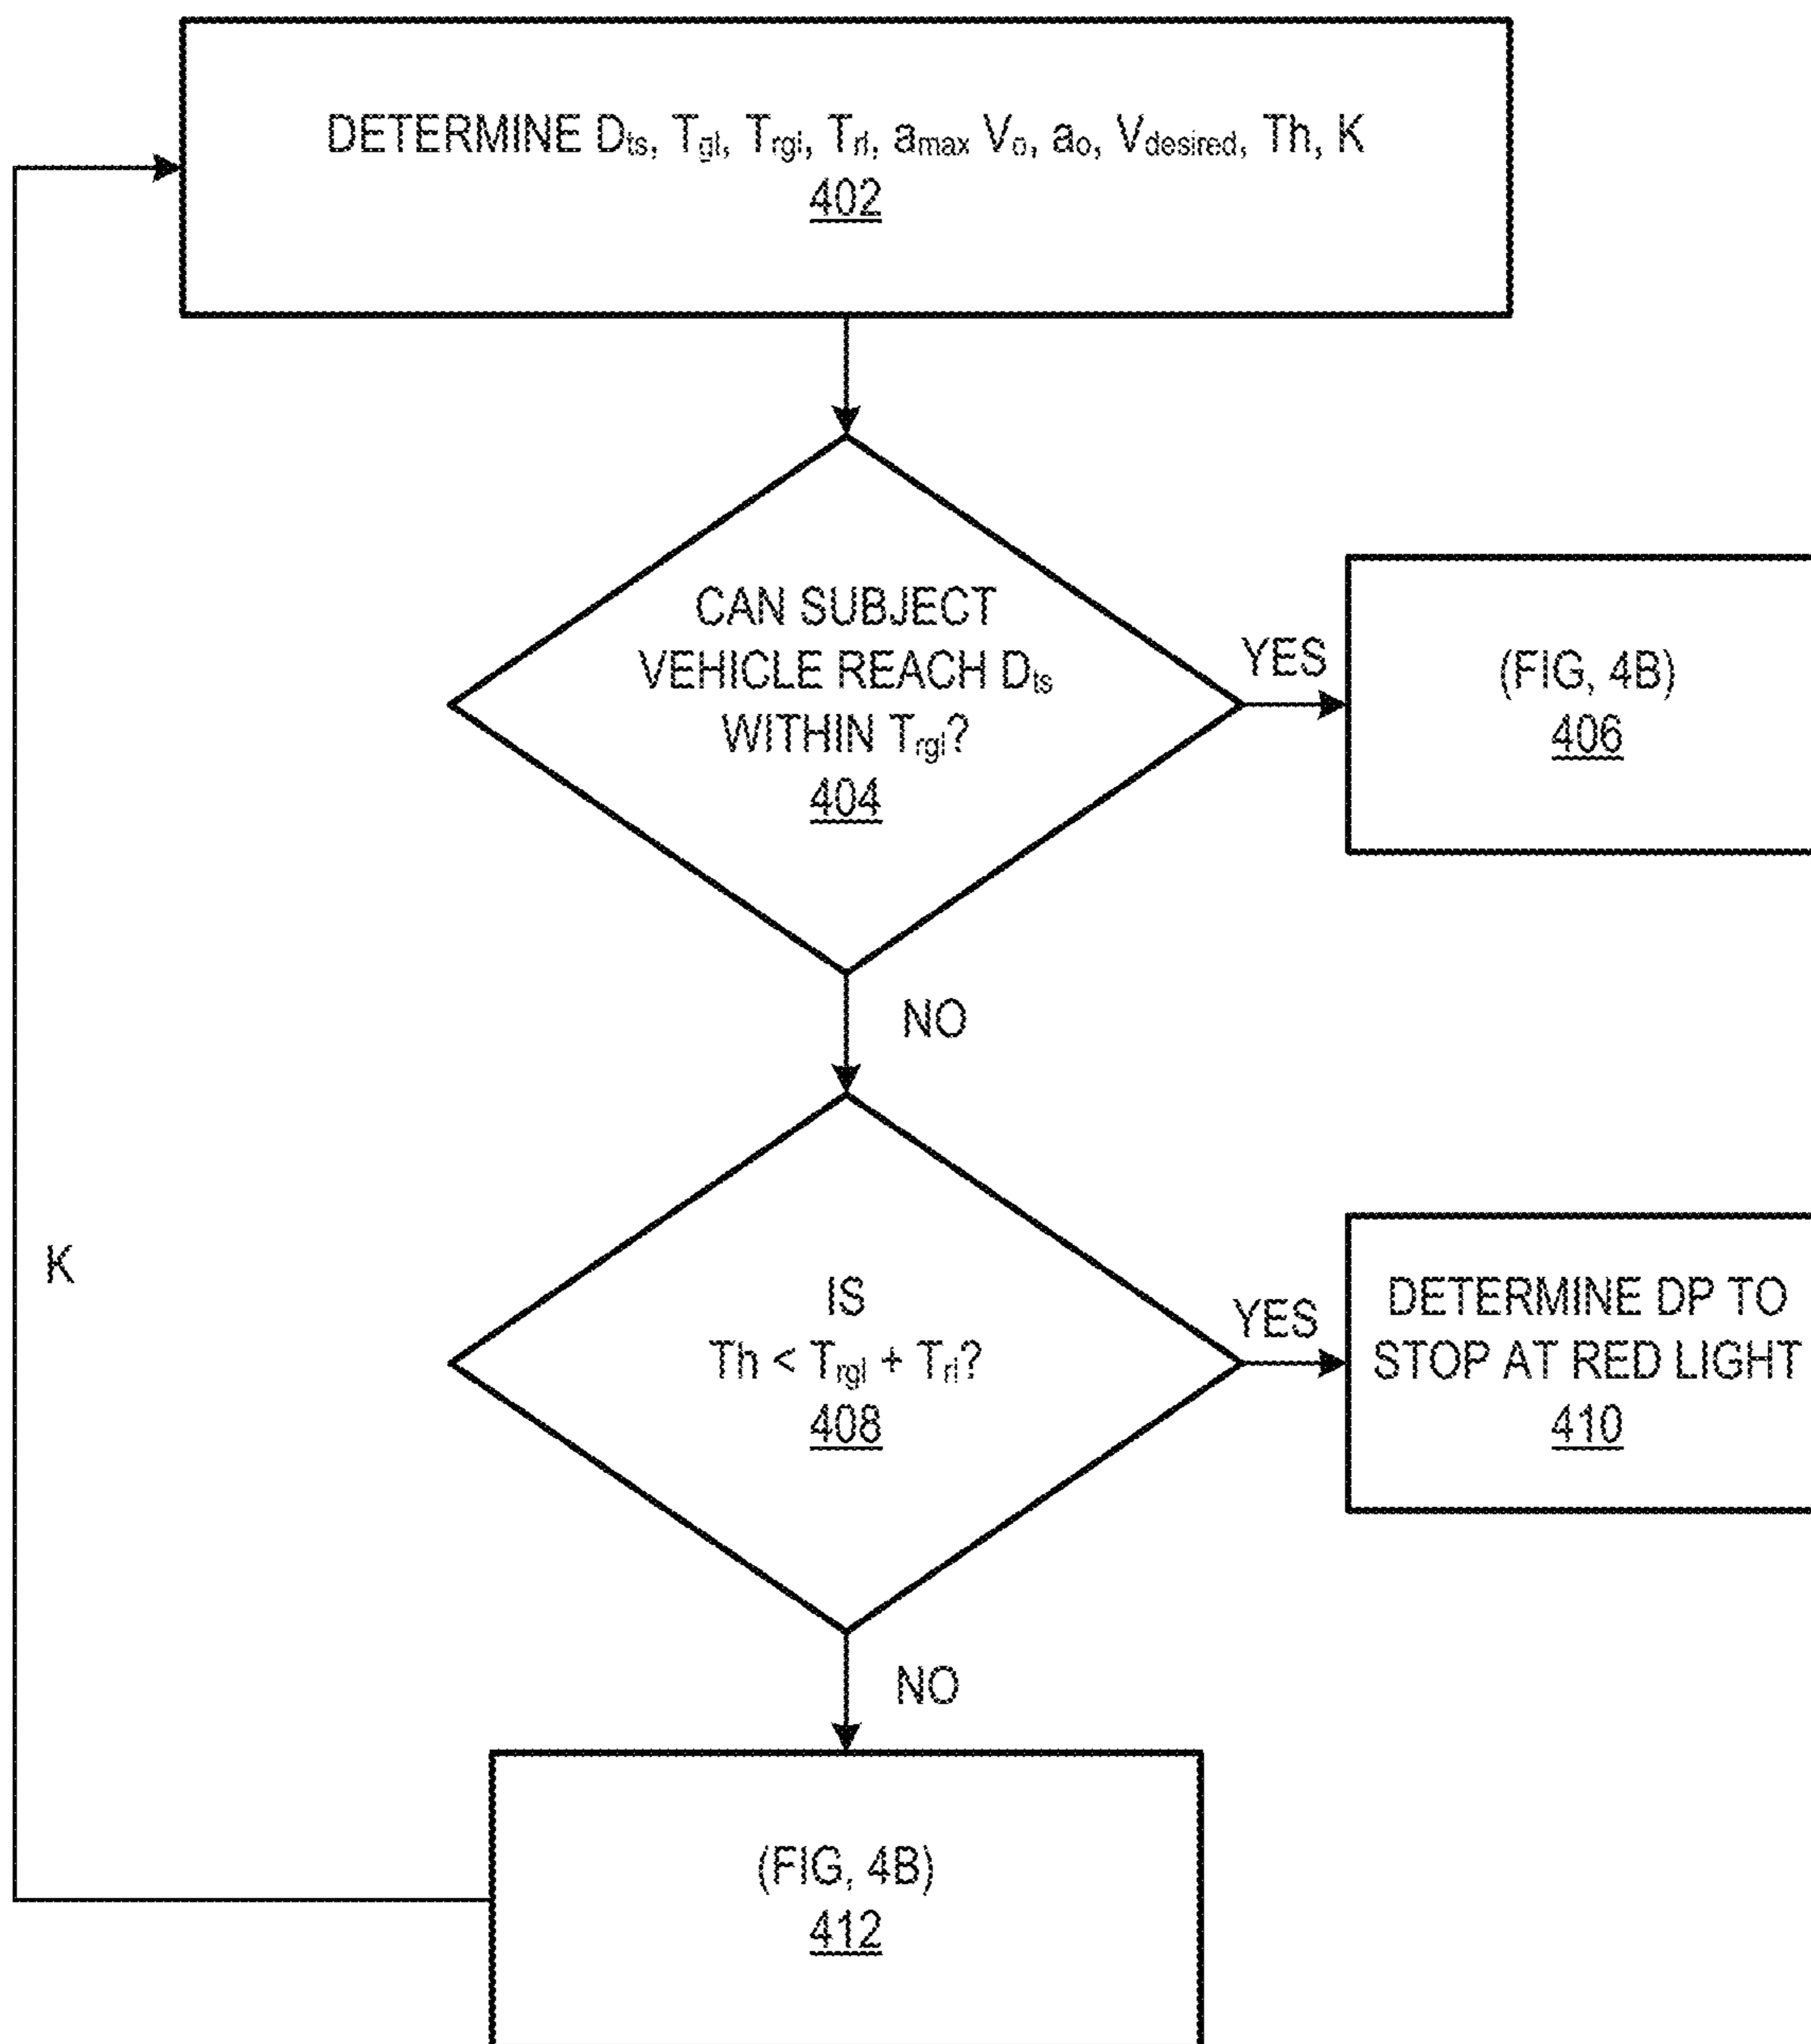 DETERMINE Dts, Tgl, Trgl, Trl, amax Vo, ao, Vdesired, Th, K
402
CAN SUBJECT
VEHICLE REACH Dts
WITHIN Trgl?
404
YES
(FIG, 4B)
406
NO
K
IS
Th < Trgl + Trl?
408
YES
DETERMINE DP TO
STOP AT RED LIGHT
410
NO
(FIG, 4B)
412